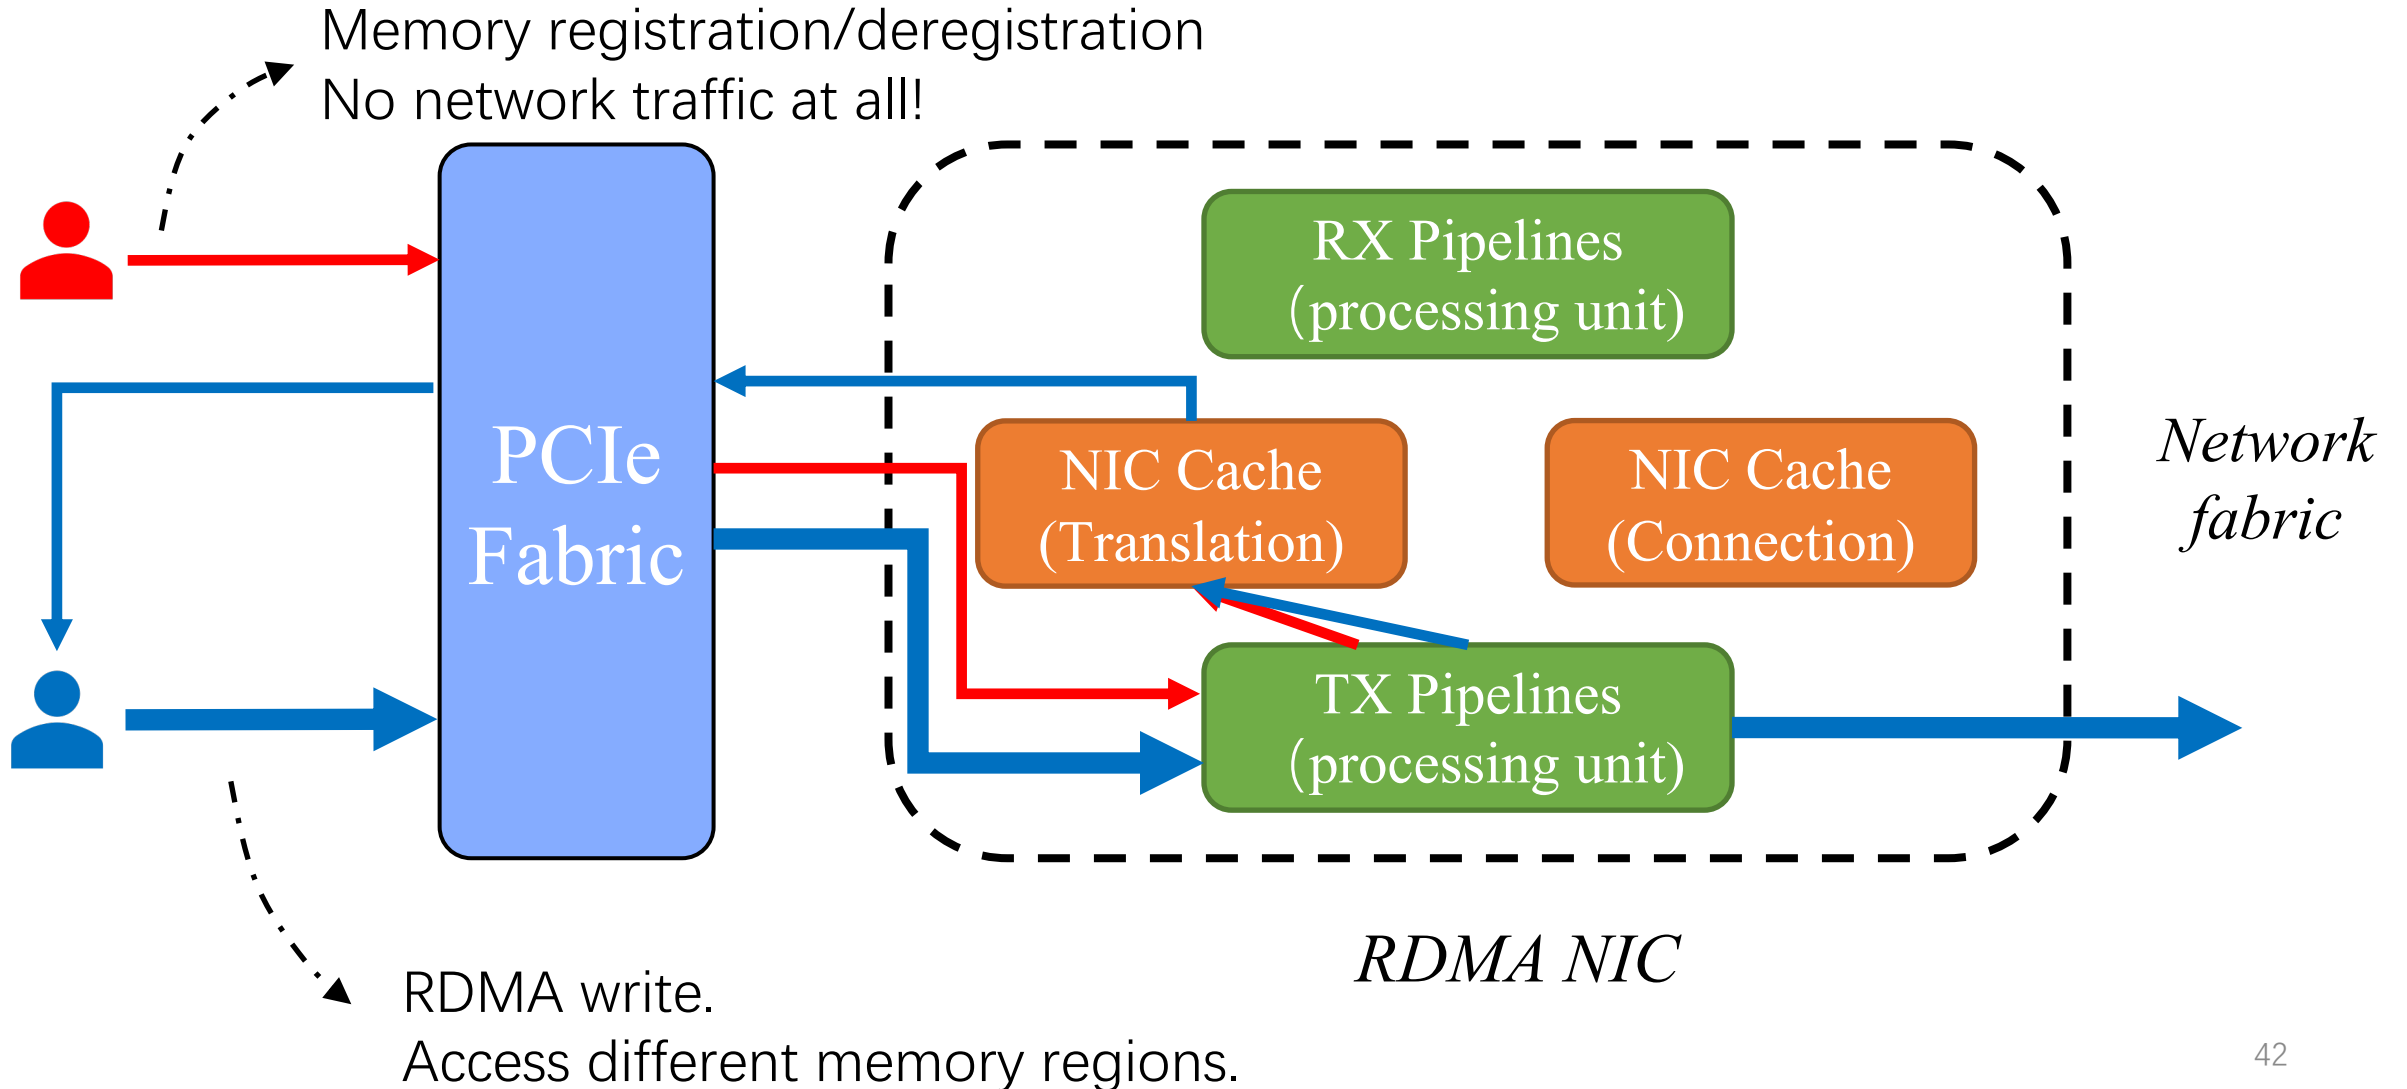 Memory registration/deregistration
No network traffic at all!
RX Pipelines
(processing unit)
PCIe
Fabric
NIC Cache
(Translation)
NIC Cache
(Connection)
Network
fabric
TX Pipelines
(processing unit)
RDMA NIC
RDMA write.
Access different memory regions.
42